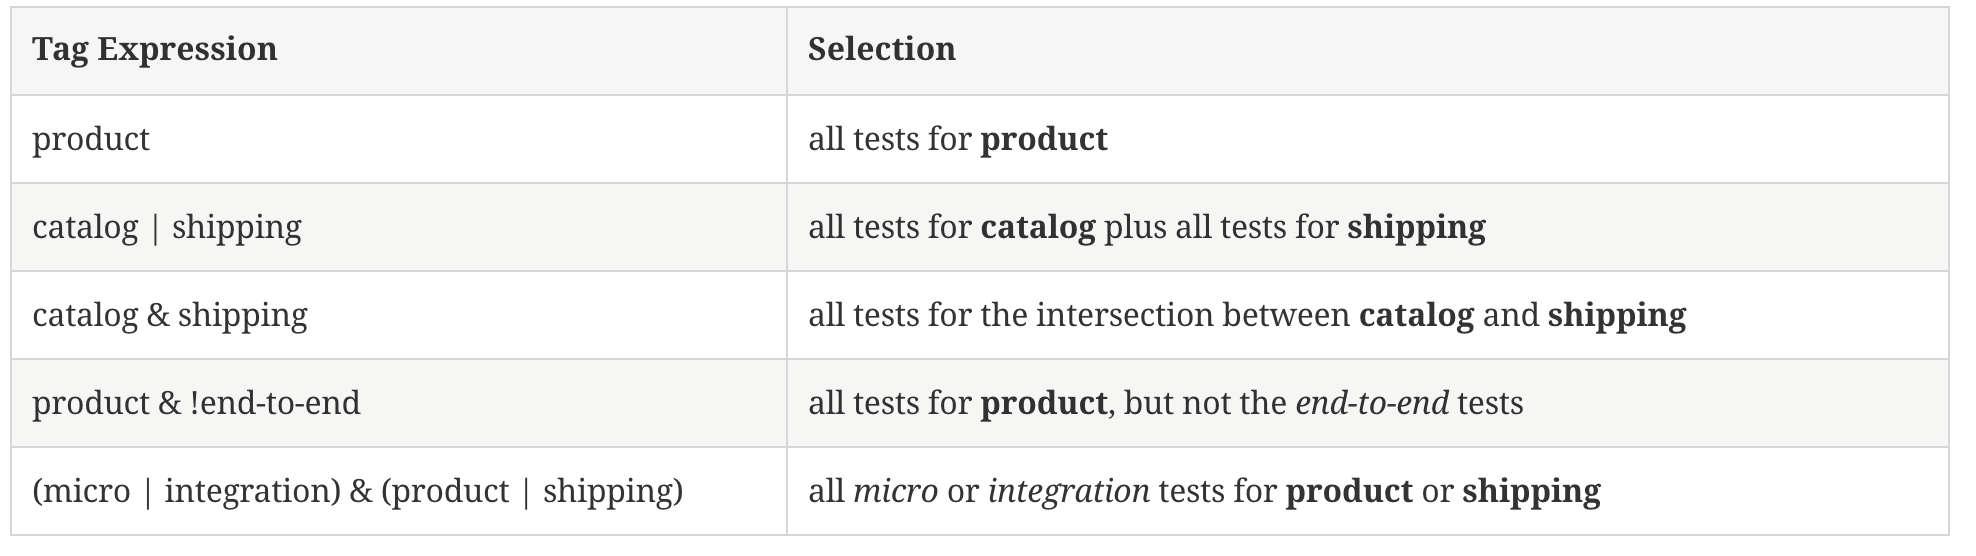 Tag Expression Selection
product all tests for product
catalog | shipping all tests for catalog plus all tests for shipping
catalog & shipping all tests for the intersection between catalog and shipping
product & !end-to-end all tests for product, but not the end-to-end tests
(micro | integration) & (product | shipping) all micro or integration tests for product or shipping